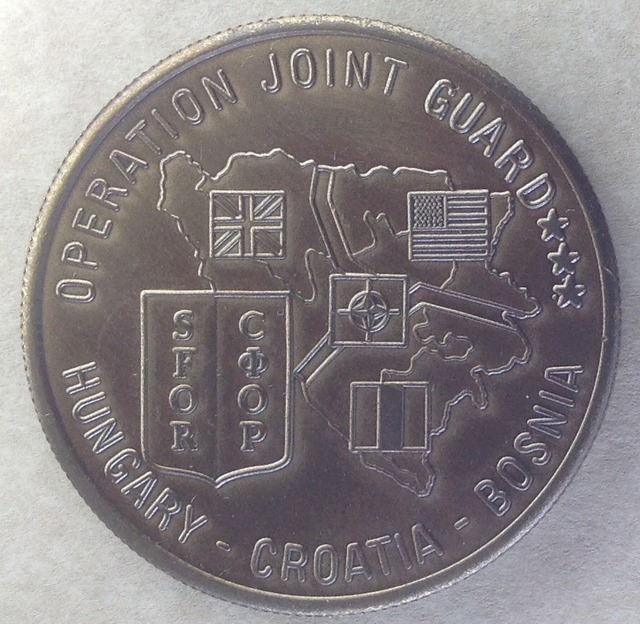 OPERATION JOINT GUARD
SFOR
СФОР
HUNGARY - CROATIA - BOSNIA